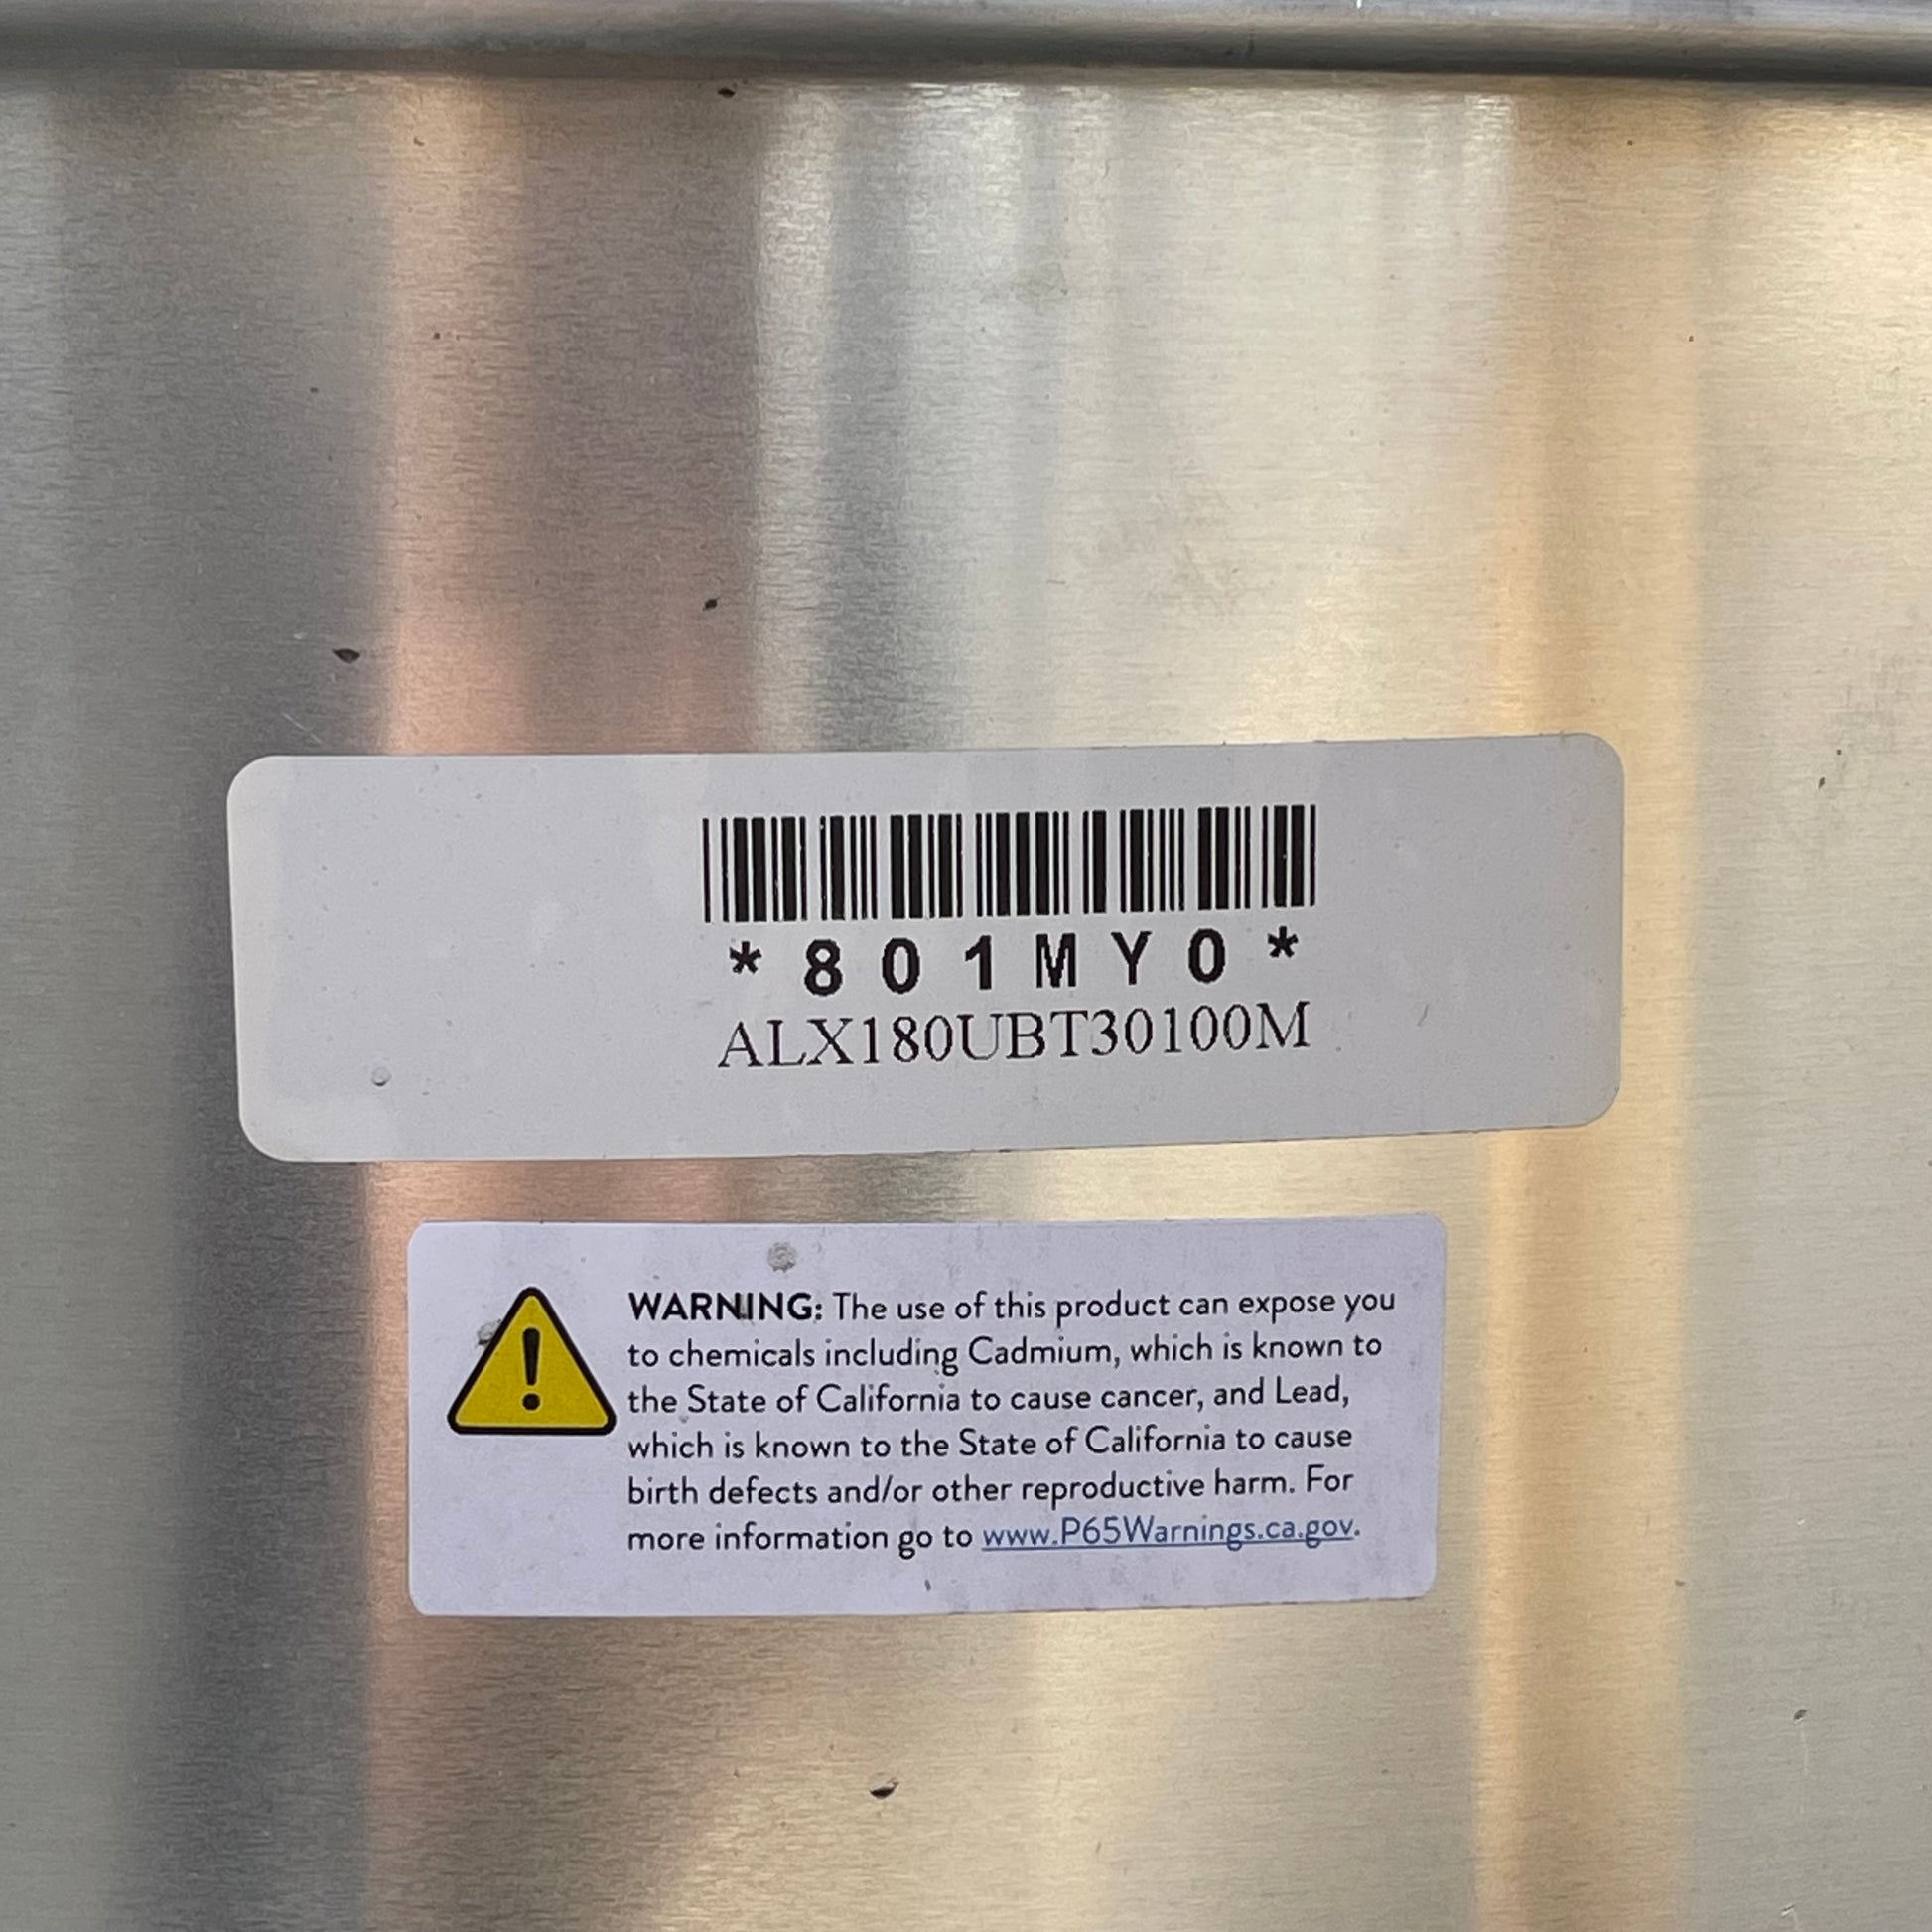 *801MY0*
ALX180UBT30100M
WARNING: The use of this product can expose you
to chemicals including Cadmium, which is known to
the State of California to cause cancer, and Lead,
which is known to the State of California to cause
birth defects and/or other reproductive harm. For
more information go to www.P65Warnings.ca.gov.